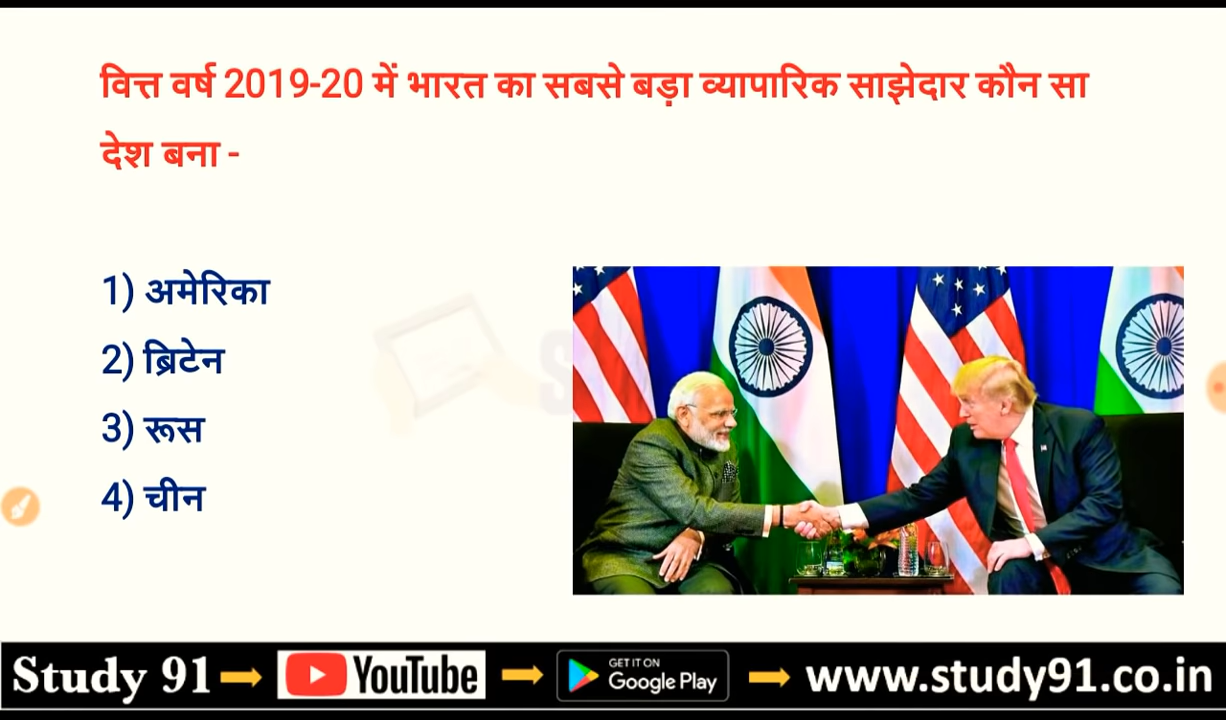 वित्त वर्ष 2019-20 में भारत का सबसे बड़ा व्यापारिक साझेदार कौन सा
देश बना -
1) अमेरिका
2) ब्रिटेन
3) रूस
4) चीन
Study 91 YouTube GET IT ON Google Play www.study91.co.in